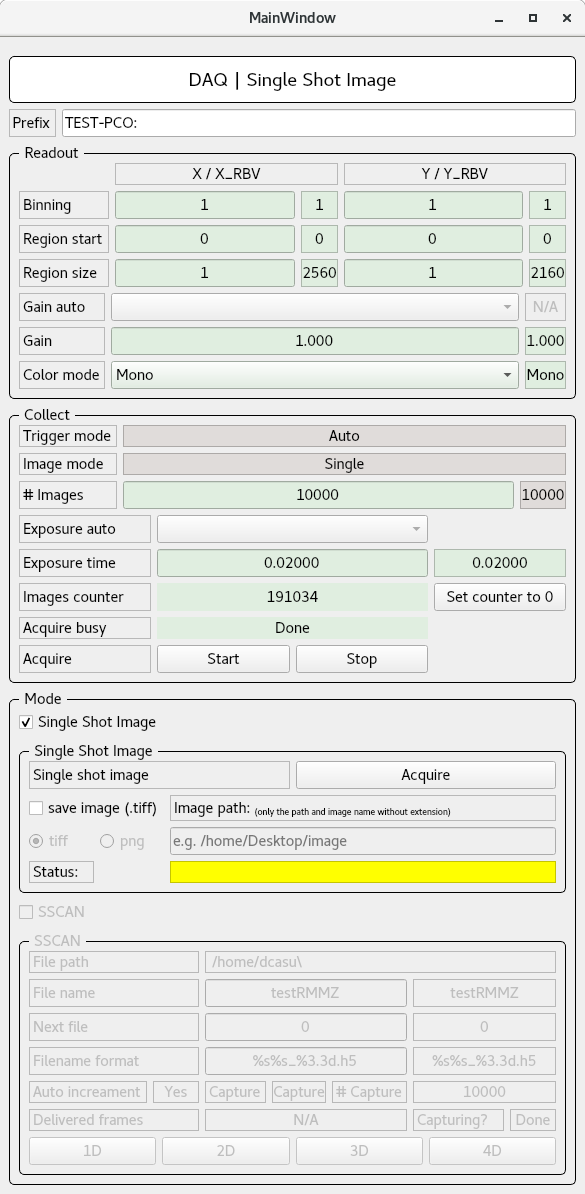 MainWindow
DAQ | Single Shot Image
Prefix TEST-PCO:
Readout
X / X_RBV Y / Y_RBV
Binning 1 1 1 1
Region start 0 0 0 0
Region size 1 2560 1 2160
Gain auto N/A
Gain 1.000 1.000
Color mode Mono Mono
Collect
Trigger mode Auto
Image mode Single
# Images 10000 10000
Exposure auto
Exposure time 0.02000 0.02000
Images counter 191034 Set counter to 0
Acquire busy Done
Acquire Start Stop
Mode
Single Shot Image
Single Shot Image
Single shot image Acquire
save image (.tiff) Image path: (only the path and image name without extension)
tiff png e.g. /home/Desktop/image
Status:
SSCAN
SSCAN
File path /home/dcasu\
File name testRMMZ testRMMZ
Next file 0 0
Filename format %s%s_%3.3d.h5 %s%s_%3.3d.h5
Auto increament Yes Capture Capture # Capture 10000
Delivered frames N/A Capturing? Done
1D 2D 3D 4D